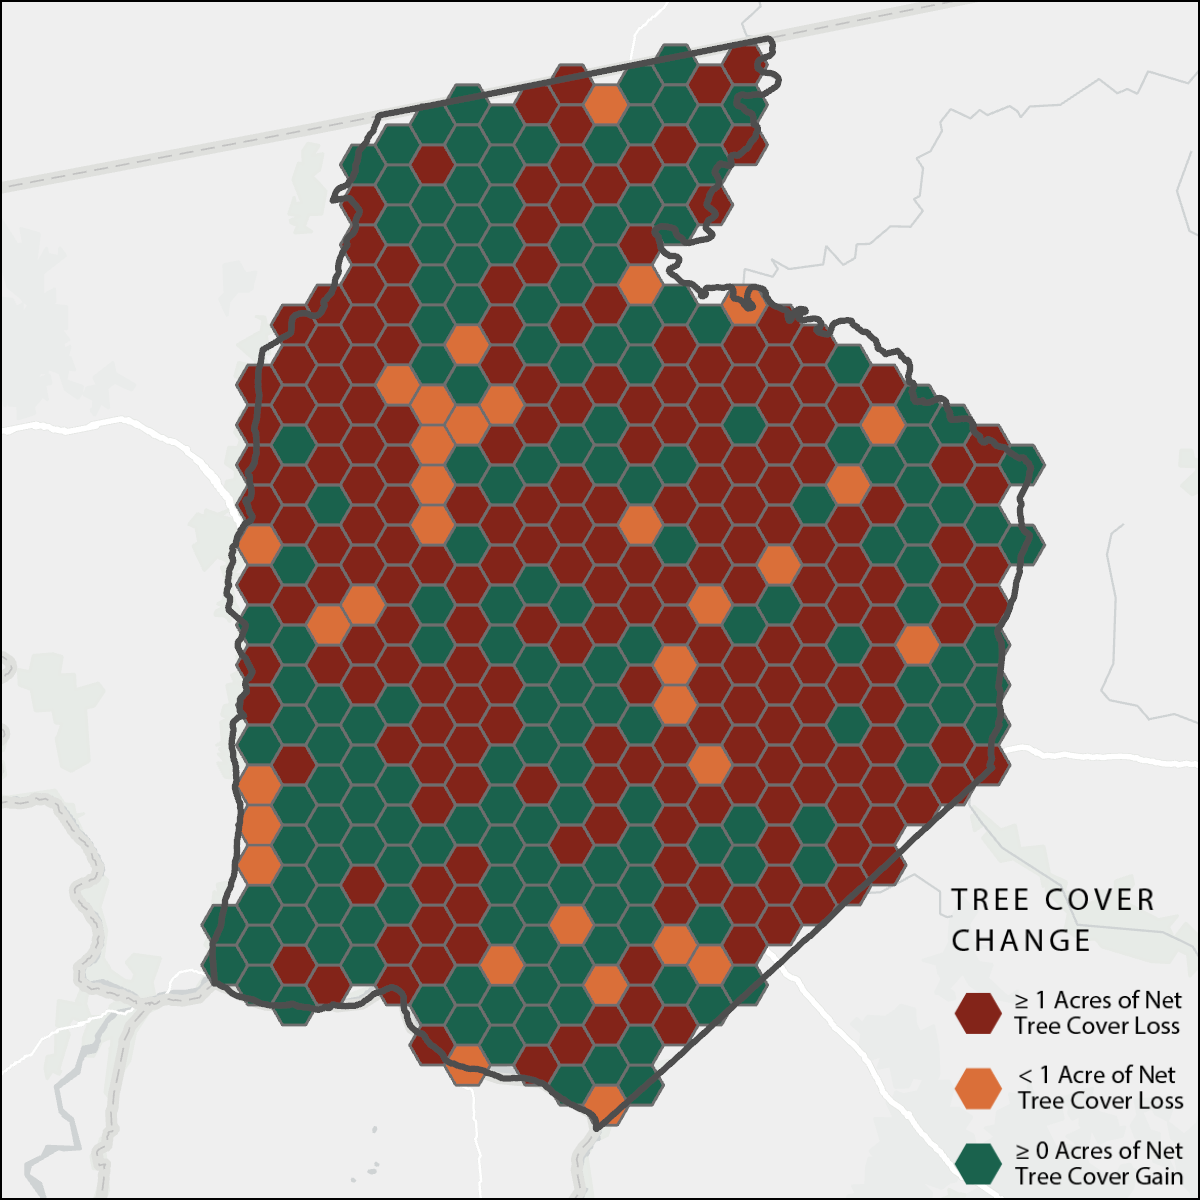 TREE COVER
CHANGE
≥ 1 Acres of Net
Tree Cover Loss
< 1 Acre of Net
Tree Cover Loss
≥ 0 Acres of Net
Tree Cover Gain